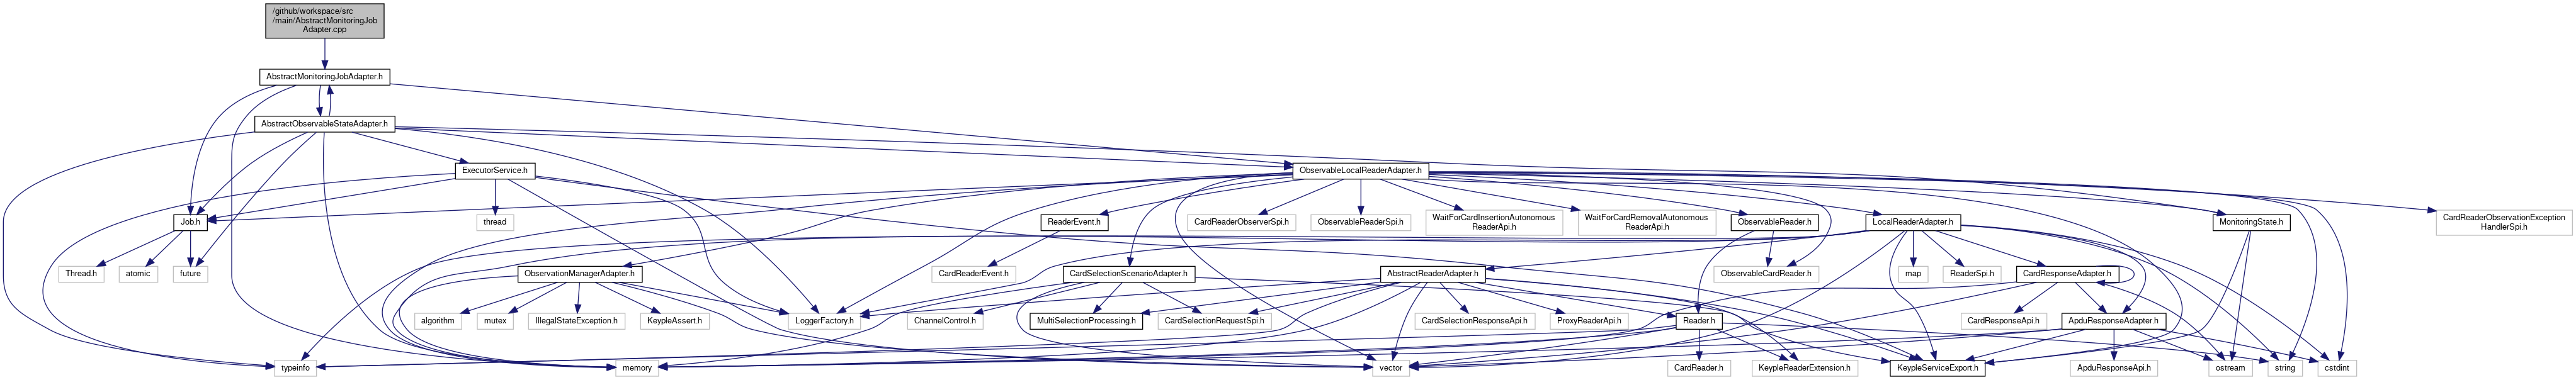 /github/workspace/src
/main/AbstractMonitoringJob
Adapter.cpp
AbstractMonitoringJobAdapter.h
AbstractObservableStateAdapter.h
ExecutorService.h
ObservableLocalReaderAdapter.h
Job.h
thread
ReaderEvent.h
CardReaderObserverSpi.h
ObservableReaderSpi.h
WaitForCardInsertionAutonomous
ReaderApi.h
WaitForCardRemovalAutonomous
ReaderApi.h
ObservableReader.h
LocalReaderAdapter.h
MonitoringState.h
CardReaderObservationException
HandlerSpi.h
Thread.h
atomic
future
ObservationManagerAdapter.h
CardReaderEvent.h
CardSelectionScenarioAdapter.h
AbstractReaderAdapter.h
ObservableCardReader.h
map
ReaderSpi.h
CardResponseAdapter.h
algorithm
mutex
IllegalStateException.h
KeypleAssert.h
LoggerFactory.h
ChannelControl.h
MultiSelectionProcessing.h
CardSelectionRequestSpi.h
CardSelectionResponseApi.h
ProxyReaderApi.h
Reader.h
CardResponseApi.h
ApduResponseAdapter.h
typeinfo
memory
vector
CardReader.h
KeypleReaderExtension.h
KeypleServiceExport.h
ApduResponseApi.h
ostream
string
cstdint